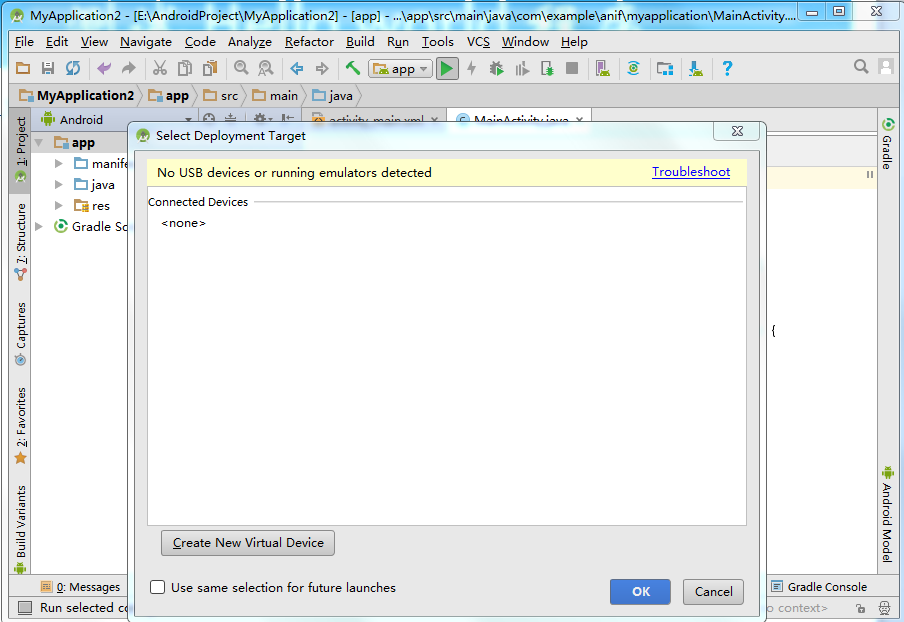 MyApplication2 - [E:\AndroidProject\MyApplication2] - [app] - ...\app\src\main\java\com\example\anif\myapplication\MainActivity....
File Edit View Navigate Code Analyze Refactor Build Run Tools VCS Window Help
app
MyApplication2 app src main java
Android
activity_main.xml
MainActivity.java
Select Deployment Target
No USB devices or running emulators detected
Troubleshoot
Connected Devices
<none>
Create New Virtual Device
Use same selection for future launches
OK
Cancel
1: Project
7: Structure
Captures
2: Favorites
Build Variants
app
manife
java
res
Gradle Sc
{
Gradle
Android Model
0: Messages
Gradle Console
Run selected co
o context>